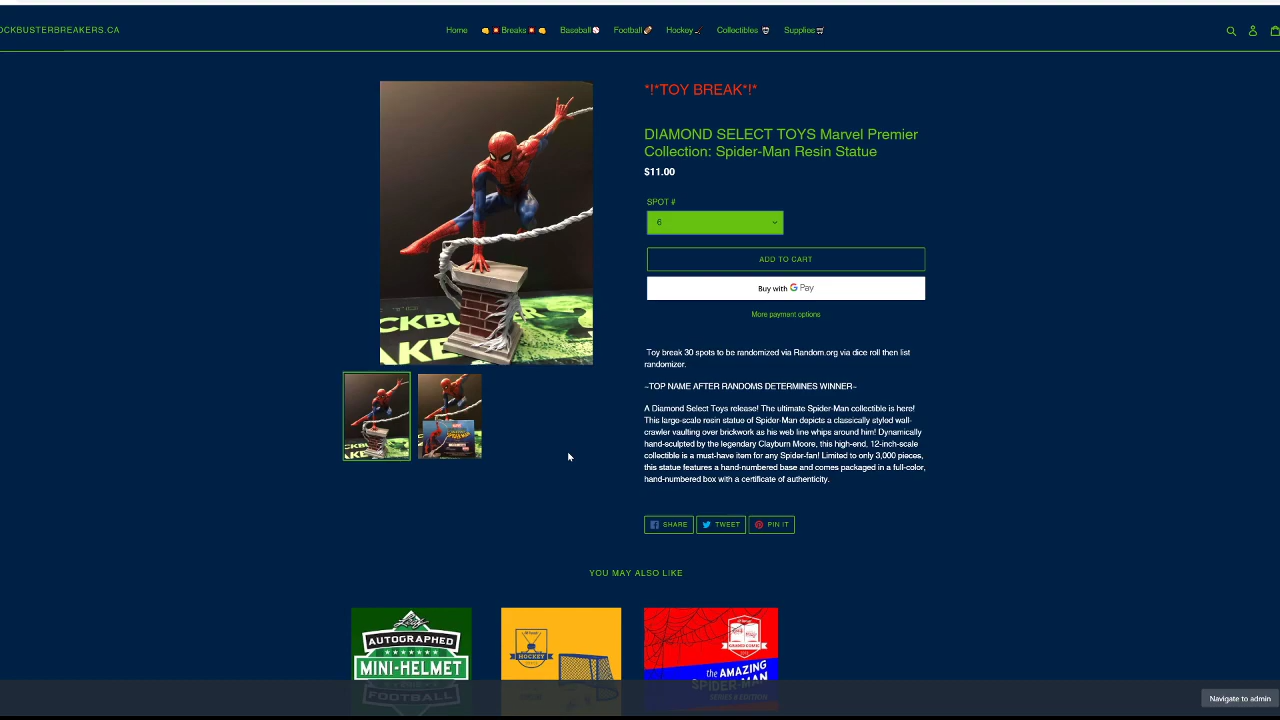 OCKBUSTERBREAKERS.CA
Home Breaks Baseball Football Hockey Collectibles Supplies
*!*TOY BREAK*!*
DIAMOND SELECT TOYS Marvel Premier
Collection: Spider-Man Resin Statue
$11.00
SPOT #
6
ADD TO CART
Buy with G Pay
More payment options
CKBU
AKE
Toy break 30 spots to be randomized via Random.org via dice roll then list
randomizer.
~TOP NAME AFTER RANDOMS DETERMINES WINNER~
A Diamond Select Toys release! The ultimate Spider-Man collectible is here!
This large-scale resin statue of Spider-Man depicts a classically styled wall-
crawler vaulting over brickwork as his web line whips around him! Dynamically
hand-sculpted by the legendary Clayburn Moore, this high-end, 12-inch-scale
collectible is a must-have item for any Spider-fan! Limited to only 3,000 pieces,
this statue features a hand-numbered base and comes packaged in a full-color,
hand-numbered box with a certificate of authenticity.
SHARE TWEET PIN IT
YOU MAY ALSO LIKE
AUTOGRAPHED
MINI-HELMET
FOOTBALL
HOCKEY
the AMAZING
SPIDER-MAN
Navigate to admin